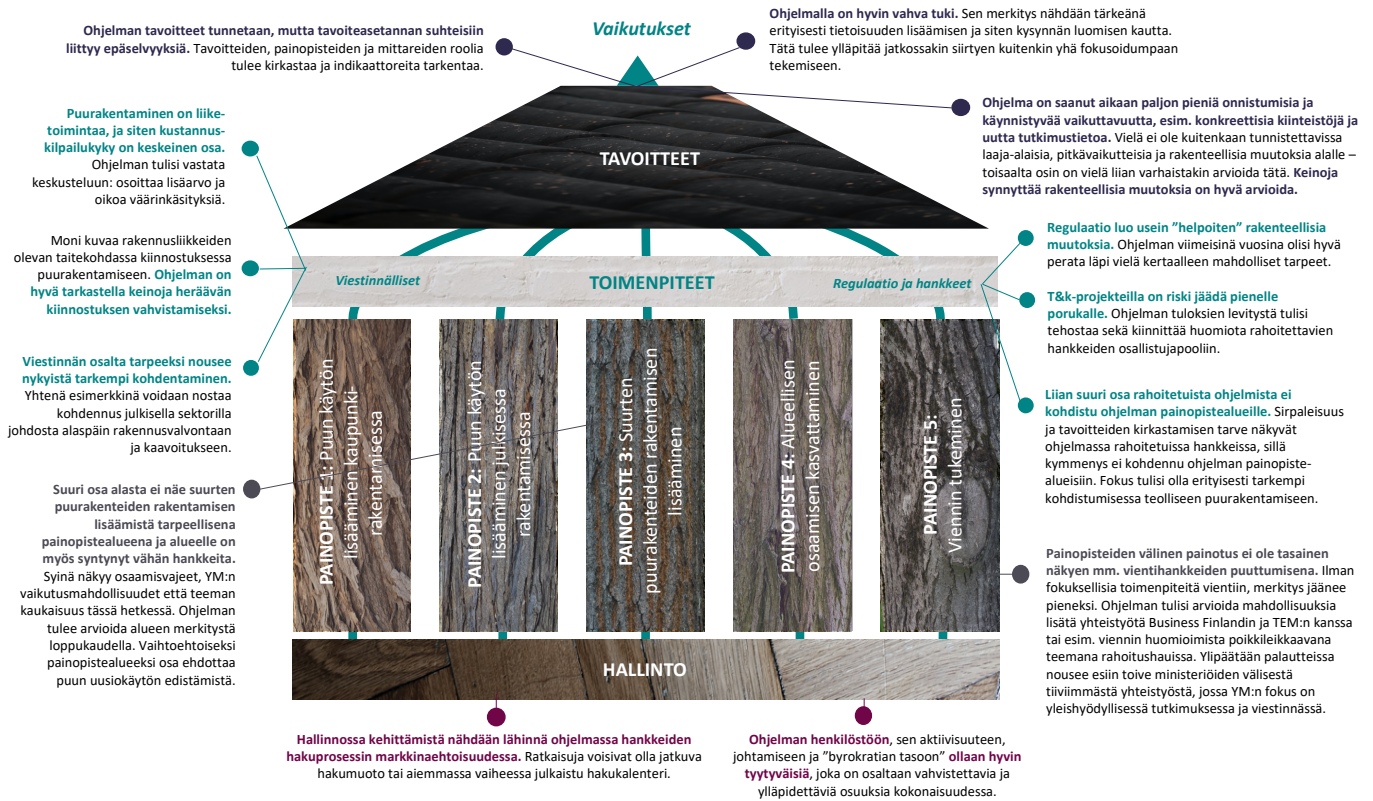 Vaikutukset
Ohjelman tavoitteet tunnetaan, mutta tavoiteasetannan suhteisiin
liittyy epäselvyyksiä. Tavoitteiden, painopisteiden ja mittareiden roolia
tulee kirkastaa ja indikaattoreita tarkentaa.
Ohjelmalla on hyvin vahva tuki. Sen merkitys nähdään tärkeänä
erityisesti tietoisuuden lisäämisen ja siten kysynnän luomisen kautta.
Tätä tulee ylläpitää jatkossakin siirtyen kuitenkin yhä fokusoidumpaan
tekemiseen.
Ohjelma on saanut aikaan paljon pieniä onnistumisia ja
käynnistyvää vaikuttavuutta, esim. konkreettisia kiinteistöjä ja
uutta tutkimustietoa. Vielä ei ole kuitenkaan tunnistettavissa
laaja-alaisia, pitkävaikutteisia ja rakenteellisia muutoksia alalle –
toisaalta osin on vielä liian varhaistakin arvioida tätä. Keinoja
synnyttää rakenteellisia muutoksia on hyvä arvioida.
Puurakentaminen on liike-
toimintaa, ja siten kustannus-
kilpailukyky on keskeinen osa.
Ohjelman tulisi vastata
keskusteluun: osoittaa lisäarvo ja
oikoa väärinkäsityksiä.
Moni kuvaa rakennusliikkeiden
olevan taitekohdassa kiinnostuksessa
puurakentamiseen. Ohjelman on
hyvä tarkastella keinoja heräävän
kiinnostuksen vahvistamiseksi.
Viestinnän osalta tarpeeksi nousee
nykyistä tarkempi kohdentaminen.
Yhtenä esimerkkinä voidaan nostaa
kohdennus julkisella sektorilla
johdosta alaspäin rakennusvalvontaan
ja kaavoitukseen.
Suuri osa alasta ei näe suurten
puurakenteiden rakentamisen
lisäämistä tarpeellisena
painopistealueena ja alueelle on
myös syntynyt vähän hankkeita.
Syinä näkyy osaamisvajeet, YM:n
vaikutusmahdollisuudet että teeman
kaukaisuus tässä hetkessä. Ohjelman
tulee arvioida alueen merkitystä
loppukaudella. Vaihtoehtoiseksi
painopistealueeksi osa ehdottaa
puun uusiokäytön edistämistä.
TAVOITTEET
Viestinnälliset
TOIMENPITEET
Regulaatio ja hankkeet
PAINOPISTE 1: Puun käytön
lisääminen kaupunki-
rakentamisessa
PAINOPISTE 2: Putun käytön
lisääminen julkisessa
rakentamisessa
PAINOPISTE 3: Suurten
puurakenteiden rakentamisen
lisääminen
PAINOPISTE 4: Alueellisen
osaamisen kasvattaminen
PAINOPISTE 5:
Viennin tukeminen
HALLINTO
Regulaatio luo usein ”helpoiten” rakenteellisia
muutoksia. Ohjelman viimeisinä vuosina olisi hyvä
perata läpi vielä kertaalleen mahdolliset tarpeet.
T&k-projekteilla on riski jäädä pienelle
porukalle. Ohjelman tuloksien levitystä tulisi
tehostaa sekä kiinnittää huomiota rahoitettavien
hankkeiden osallistujapooliin.
Liian suuri osa rahoitetuista ohjelmista ei
kohdistu ohjelman painopistealueille. Sirpaleisuus
ja tavoitteiden kirkastamisen tarve näkyvät
ohjelmassa rahoitetuissa hankkeissa, sillä
kymmenys ei kohdennu ohjelman painopiste-
alueisiin. Fokus tulisi olla erityisesti tarkempi
kohdistumisessa teolliseen puurakentamiseen.
Painopisteiden välinen painotus ei ole tasainen
näkyen mm. vientihankkeiden puuttumisena. Ilman
fokuksellisia toimenpiteitä vientiin, merkitys jäänee
pieneksi. Ohjelman tulisi arvioida mahdollisuuksia
lisätä yhteistyötä Business Finlandin ja TEM:n kanssa
tai esim. viennin huomioimista poikkileikkaavana
teemana rahoitushauissa. Ylipäätään palautteissa
nousee esiin toive ministeriöiden välisestä
tiiviimmästä yhteistyöstä, jossa YM:n fokus on
yleishyödyllisessä tutkimuksessa ja viestinnässä.
Hallinnossa kehittämistä nähdään lähinnä ohjelmassa hankkeiden
hakuprosessin markkinaehtoisuudessa. Ratkaisuja voisivat olla jatkuva
hakumuoto tai aiemmassa vaiheessa julkaistu hakukalenteri.
Ohjelman henkilöstöön, sen aktiivisuuteen,
johtamiseen ja ”byrokratian tasoon” ollaan hyvin
tyytyväisiä, joka on osaltaan vahvistettavia ja
ylläpidettäviä osuuksia kokonaisuudessa.